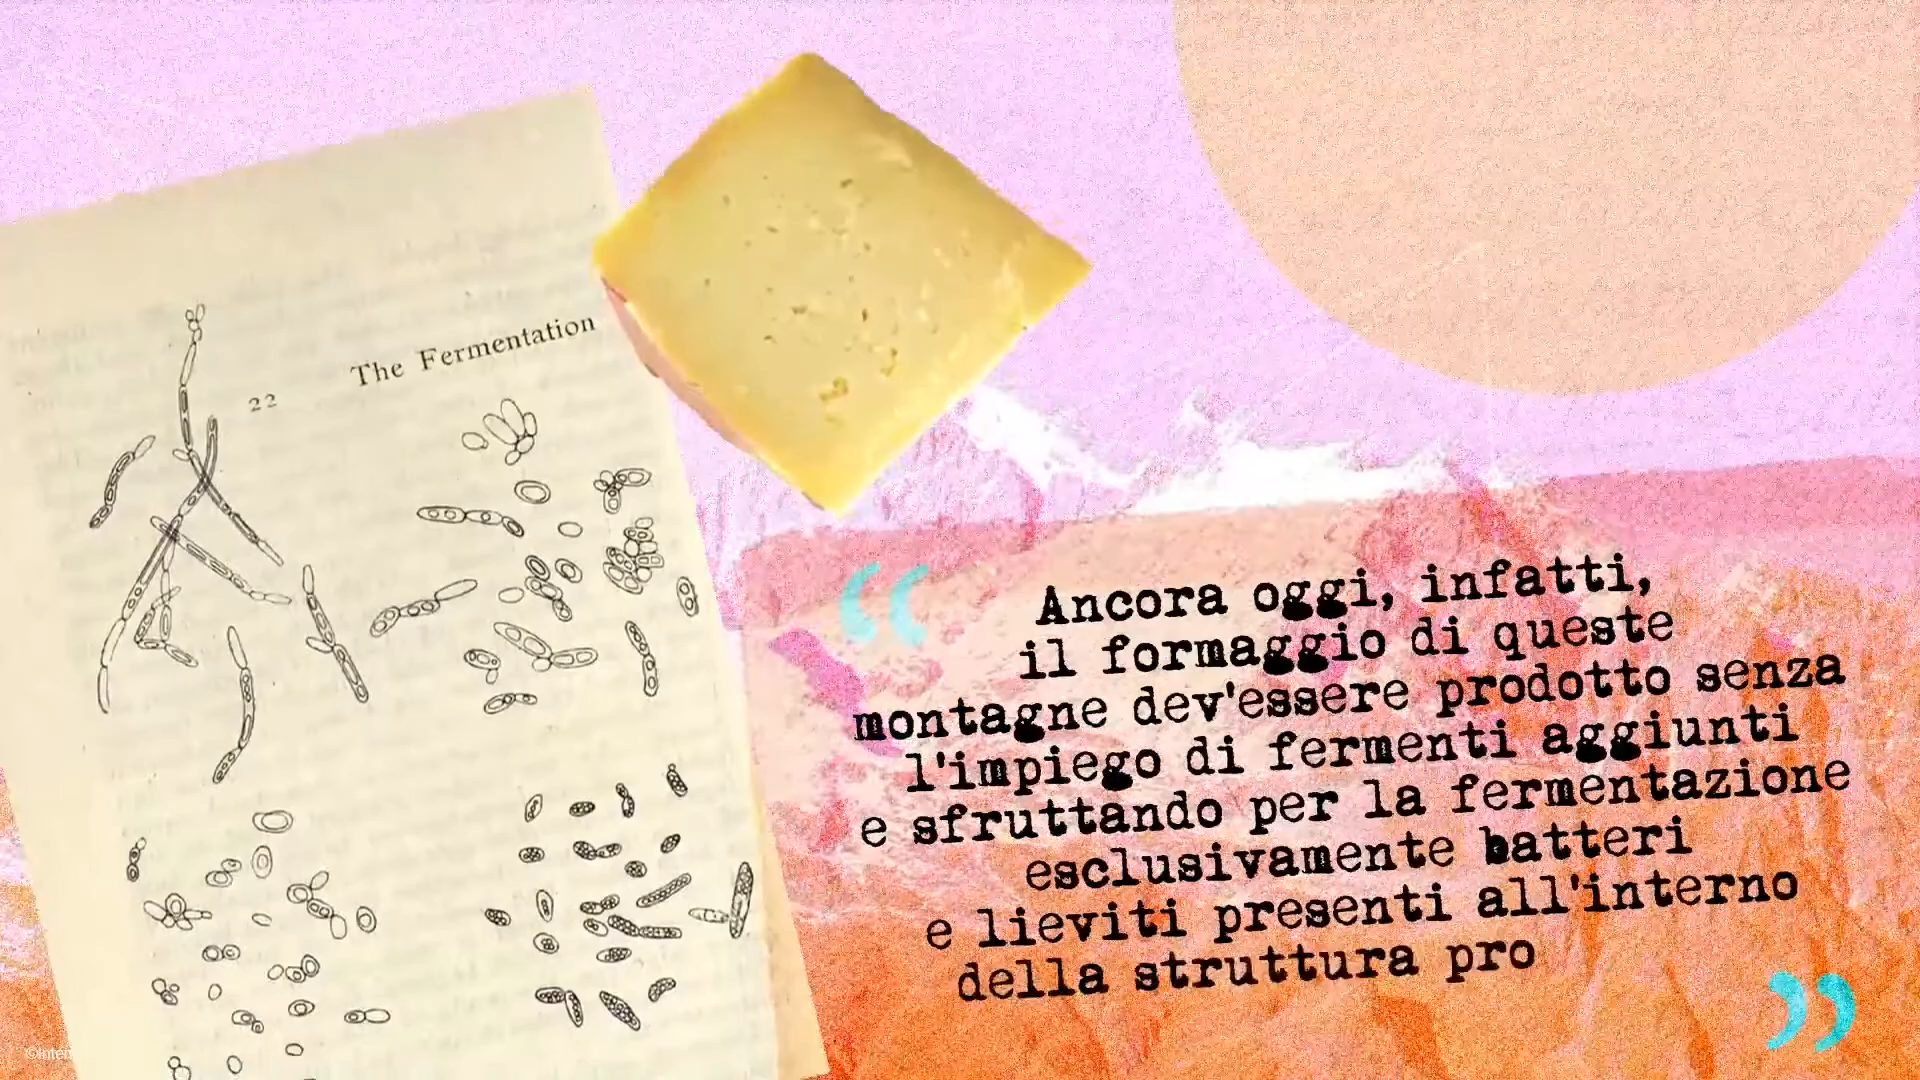 The Fermentation
22
“
Ancora oggi, infatti,
il formaggio di queste
montagne dev'essere prodotto senza
l'impiego di fermenti aggiunti
e sfruttando per la fermentazione
esclusivamente batteri
e lieviti presenti all'interno
della struttura pro
”